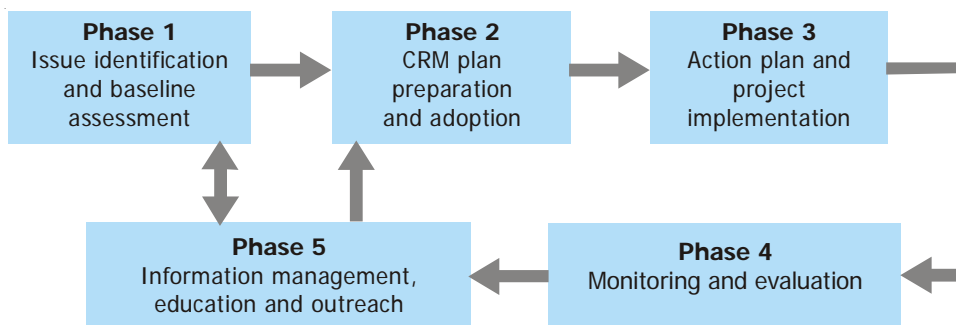 Phase 1
Issue identification
and baseline
assessment
Phase 2
CRM plan
preparation
and adoption
Phase 3
Action plan and
project
implementation
Phase 5
Information management,
education and outreach
Phase 4
Monitoring and evaluation